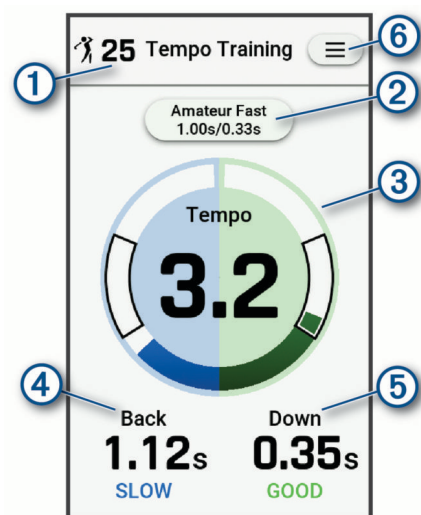 25 Tempo Training
6
1
2
Amateur Fast
1.00s/0.33s
3
Tempo
3.2
4
5
Back
Down
1.12s
0.35s
SLOW
GOOD